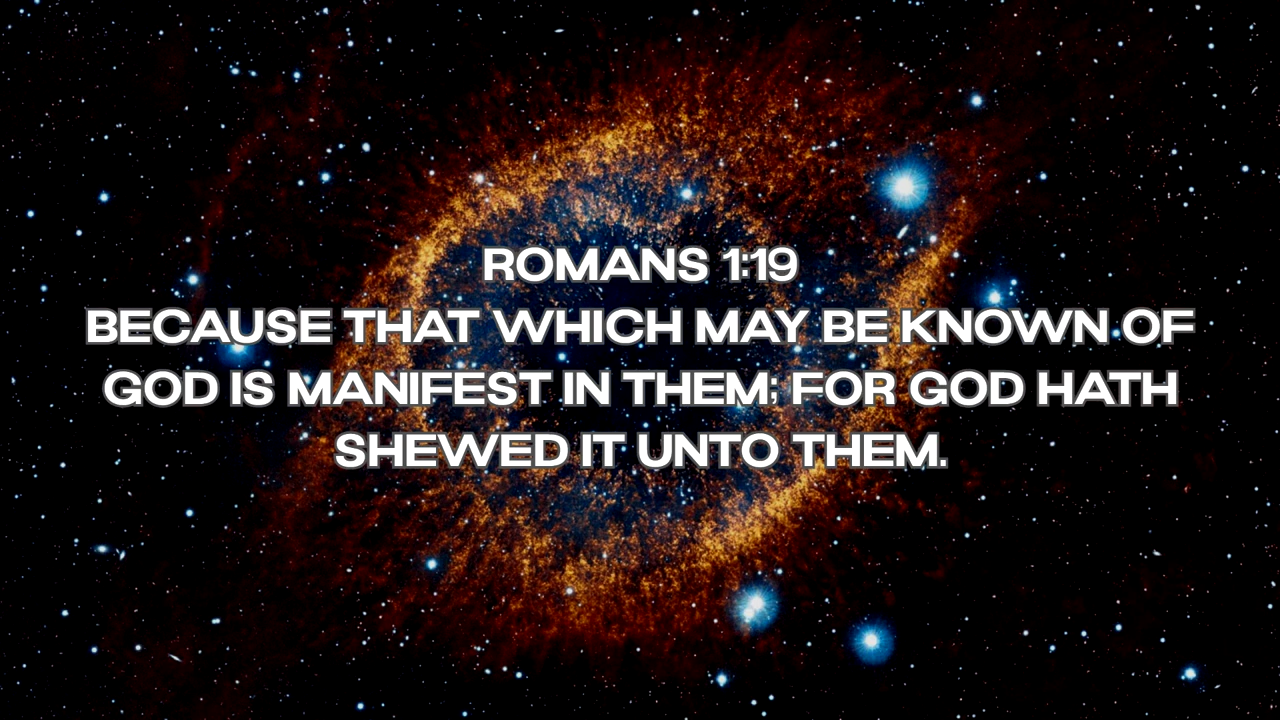 ROMANS 1:19
BECAUSE THAT WHICH MAY BE KNOWN OF
GOD IS MANIFEST IN THEM; FOR GOD HATH
SHEWED IT UNTO THEM.